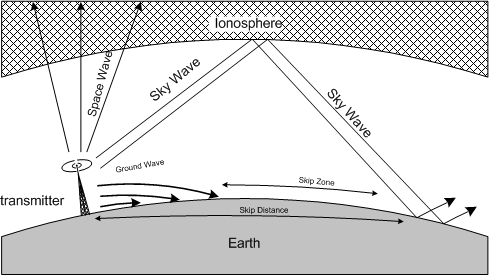 Ionosphere
Space Wave
Sky Wave
Sky Wave
Ground Wave
Skip Zone
transmitter
Skip Distance
Earth